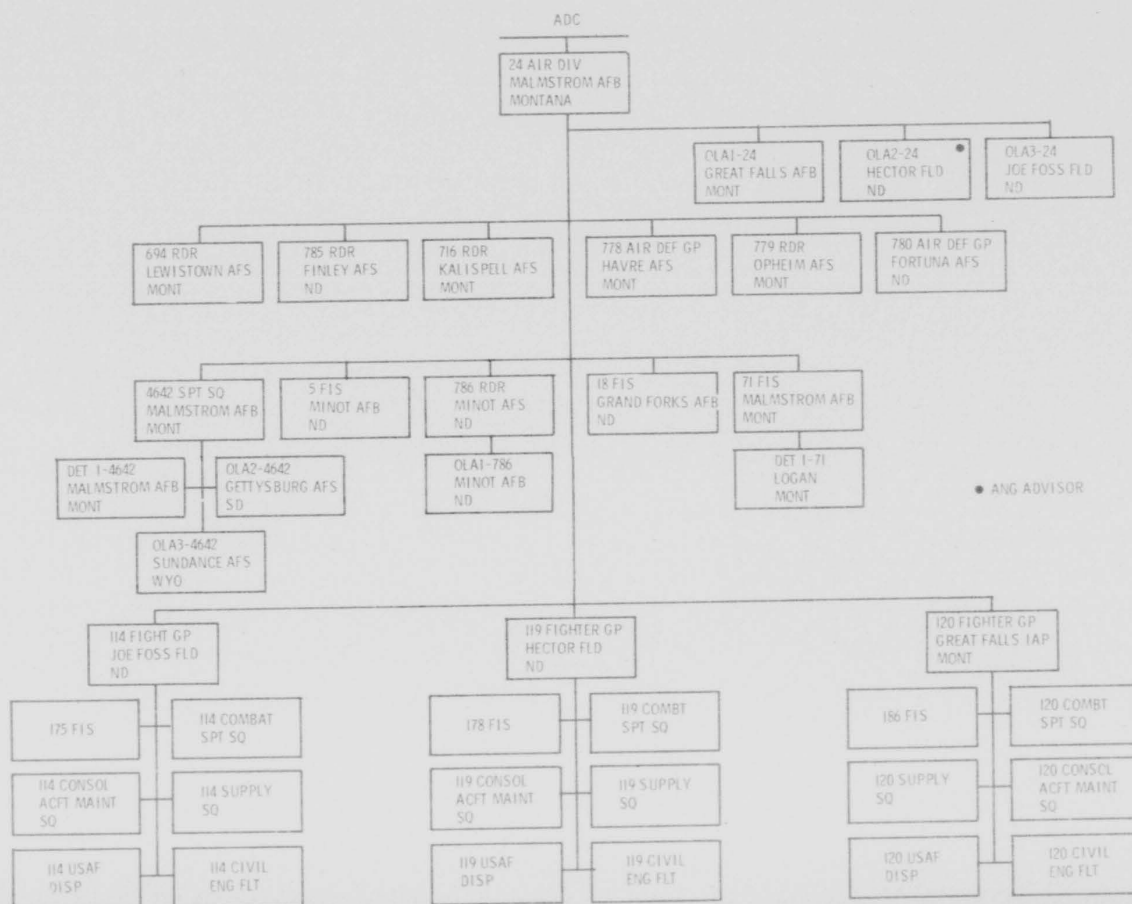 ADC
24 AIR DIV
MALMSTROM AFB
MONTANA
OLA1-24
GREAT FALLS AFB
MONT
OLA2-24
HECTOR FLD
ND
OLA3-24
JOE FOSS FLD
ND
694 RDR
LEWISTOWN AFS
MONT
785 RDR
FINLEY AFS
ND
716 RDR
KALISPELL AFS
MONT
778 AIR DEF GP
HAVRE AFS
MONT
779 RDR
OPHEIM AFS
MONT
780 AIR DEF GP
FORTUNA AFS
ND
4642 SPT SQ
MALMSTROM AFB
MONT
5 FIS
MINOT AFB
ND
786 RDR
MINOT AFS
ND
18 FIS
GRAND FORKS AFB
ND
71 FIS
MALMSTROM AFB
MONT
DET 1-4642
MALMSTROM AFB
MONT
OLA2-4642
GETTYSBURG AFS
SD
OLA1-786
MINOT AFB
ND
DET 1-71
LOGAN
MONT
● ANG ADVISOR
OLA3-4642
SUNDANCE AFS
WYO
114 FIGHT GP
JOE FOSS FLD
ND
119 FIGHTER GP
HECTOR FLD
ND
120 FIGHTER GP
GREAT FALLS IAP
MONT
175 FIS
114 COMBAT
SPT SQ
178 FIS
119 COMBT
SPT SQ
186 FIS
120 COMBT
SPT SQ
114 CONSOL
ACFT MAINT
SQ
114 SUPPLY
SQ
119 CONSOL
ACFT MAINT
SQ
119 SUPPLY
SQ
120 SUPPLY
SQ
120 CONSOL
ACFT MAINT
SQ
114 USAF
DISP
114 CIVIL
ENG FLT
119 USAF
DISP
119 CIVIL
ENG FLT
120 USAF
DISP
120 CIVIL
ENG FLT